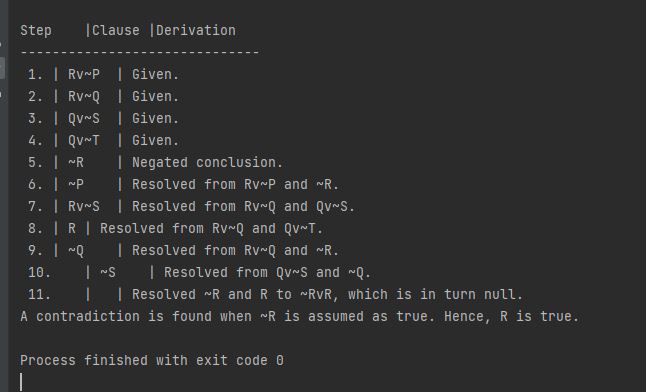 Step    |Clause |Derivation
------------------------------
 1. | Rv~P  | Given.
 2. | Rv~Q  | Given.
 3. | Qv~S  | Given.
 4. | Qv~T  | Given.
 5. | ~R    | Negated conclusion.
 6. | ~P    | Resolved from Rv~P and ~R.
 7. | Rv~S  | Resolved from Rv~Q and Qv~S.
 8. | R | Resolved from Rv~Q and Qv~T.
 9. | ~Q    | Resolved from Rv~Q and ~R.
 10.    | ~S    | Resolved from Qv~S and ~Q.
 11.    |   | Resolved ~R and R to ~RvR, which is in turn null.
A contradiction is found when ~R is assumed as true. Hence, R is true.
Process finished with exit code 0